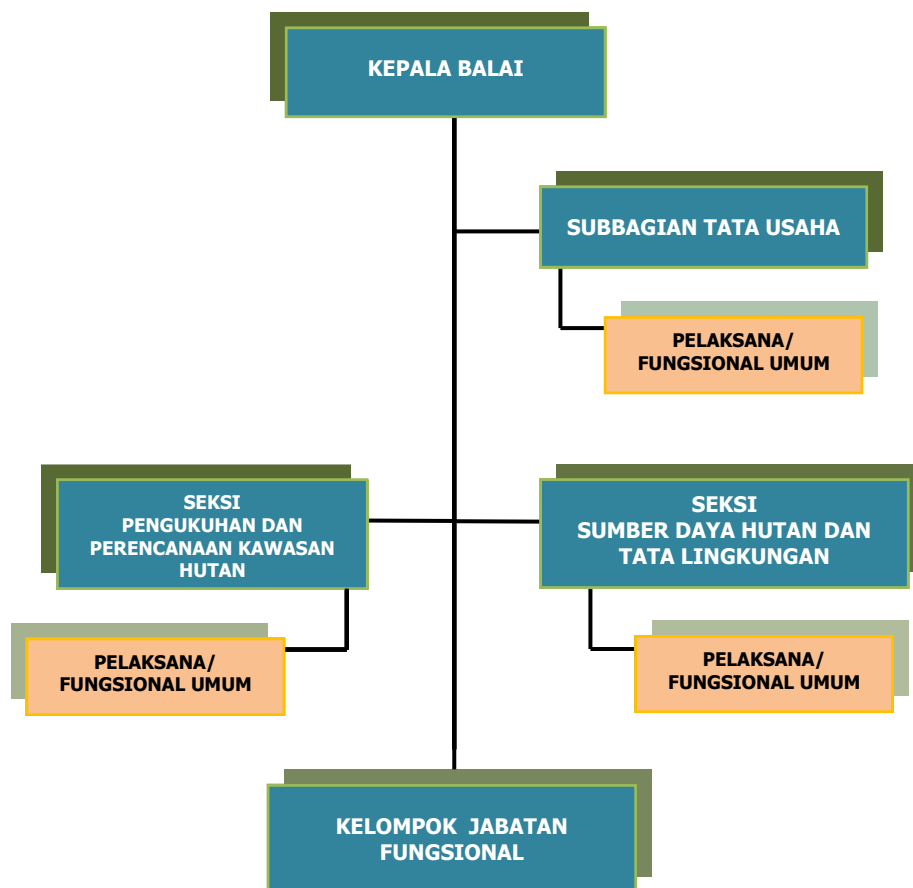 KEPALA BALAI
SUBBAGIAN TATA USAHA
PELAKSANA/
FUNGSIONAL UMUM
SEKSI
PENGUKUHAN DAN
PERENCANAAN KAWASAN
HUTAN
SEKSI
SUMBER DAYA HUTAN DAN
TATA LINGKUNGAN
PELAKSANA/
FUNGSIONAL UMUM
PELAKSANA/
FUNGSIONAL UMUM
KELOMPOK JABATAN
FUNGSIONAL